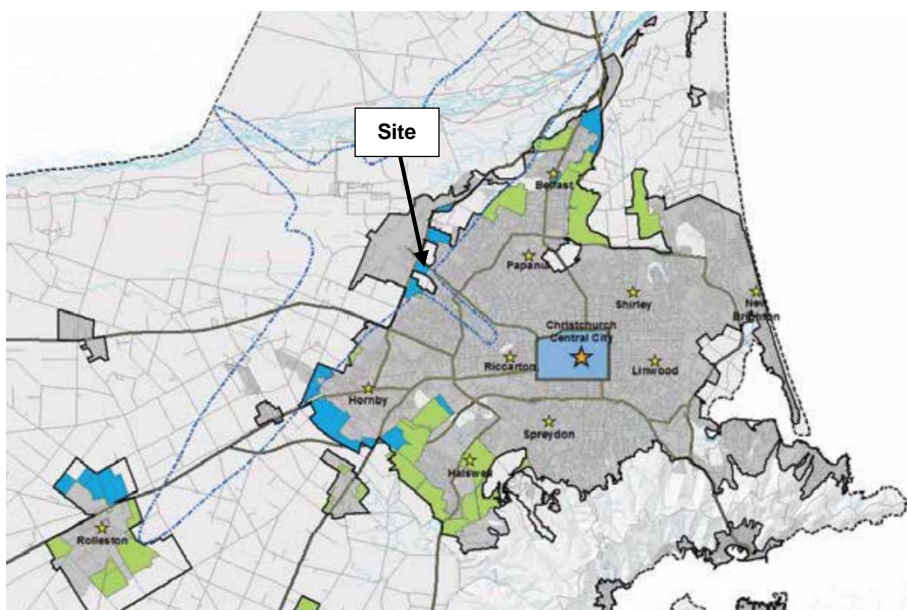 Site
Belfast
Papanui
Shirley
New
Brighton
Christchurch
Central City
Riccarton
Linwood
Hornby
Spreydon
Halswell
Rolleston